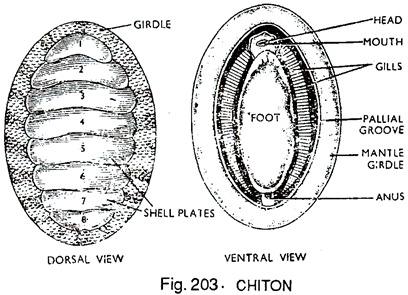 GIRDLE
1
2
3
4
5
6
7
8
SHELL PLATES
DORSAL VIEW
HEAD
MOUTH
GILLS
FOOT
PALLIAL
GROOVE
MANTLE
GIRDLE
ANUS
VENTRAL VIEW
Fig. 203. CHITON